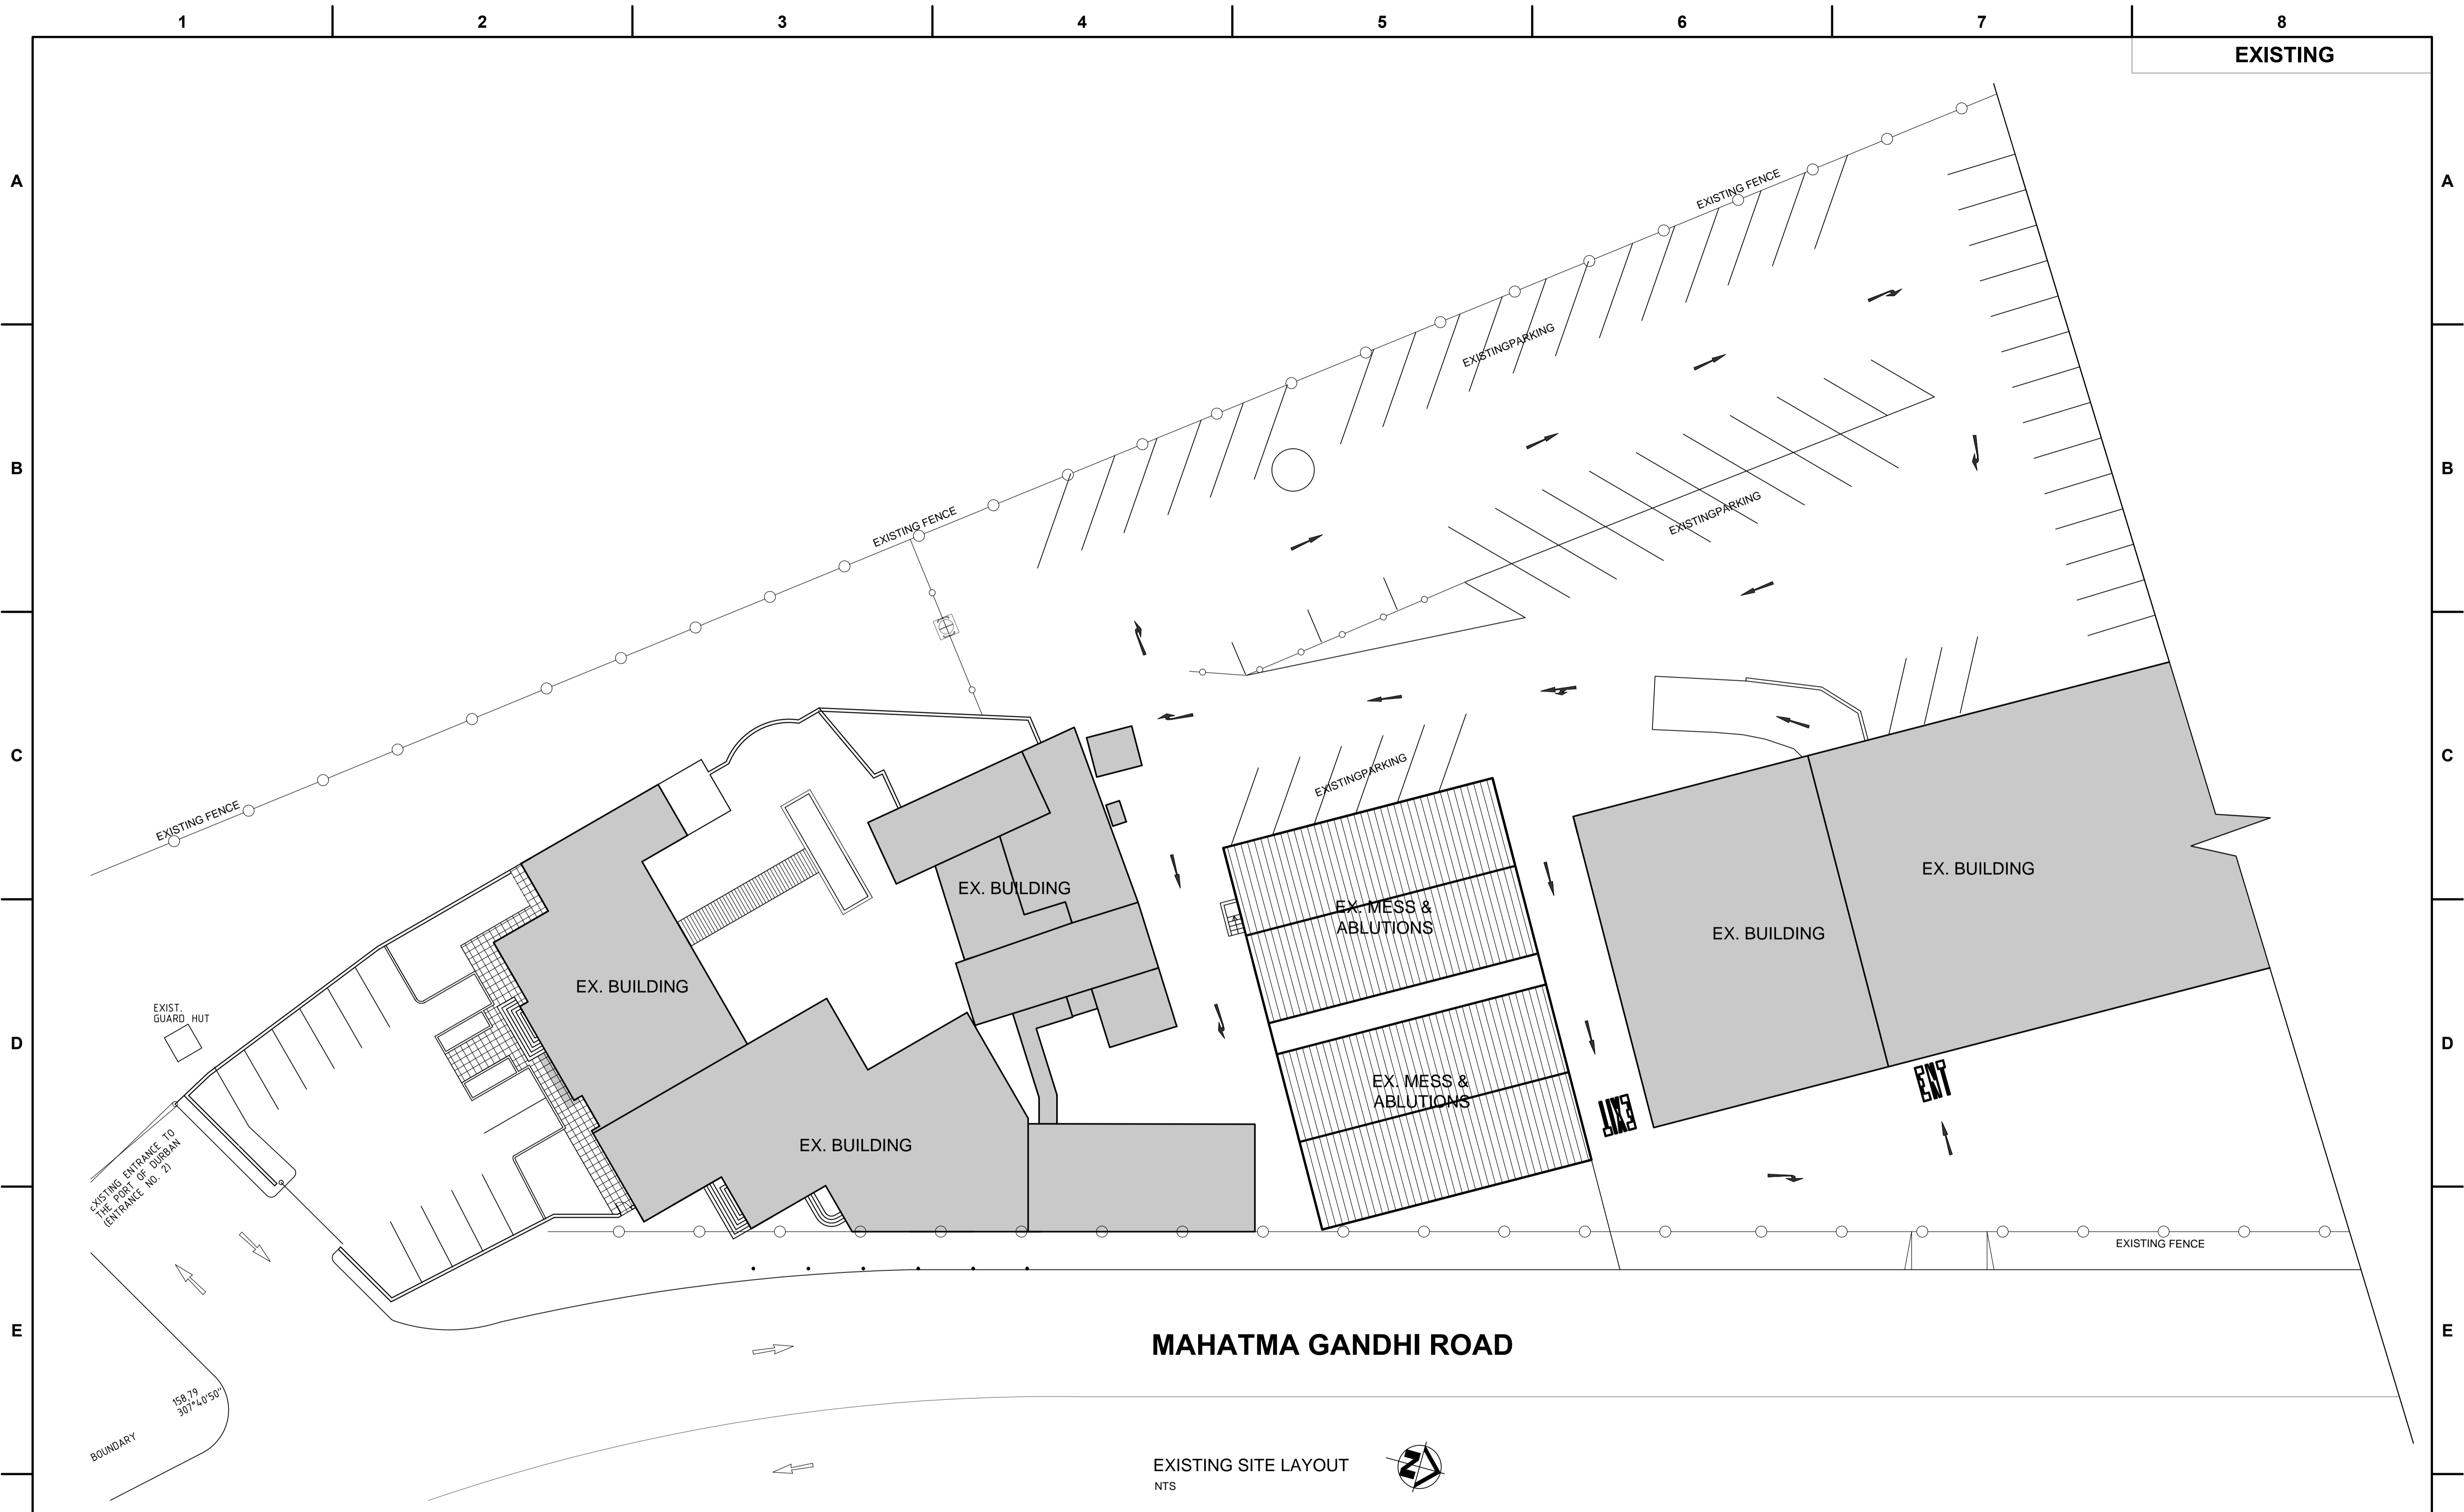 1 2 3 4 5 6 7 8
EXISTING
A A
EXISTING FENCE
EXISTINGPARKING
B B
EXISTING FENCE
EXISTINGPARKING
C C
EXISTINGPARKING
EXISTING FENCE
EX. BUILDING
EX. BUILDING
EX. MESS &
ABLUTIONS
EX. BUILDING
EX. BUILDING
EXIST.
GUARD HUT
D D
EX. MESS &
ABLUTIONS
EXIT
ENT
EX. BUILDING
EXISTING ENTRANCE TO
THE PORT OF DURBAN
(ENTRANCE NO. 2)
EXISTING FENCE
E E
MAHATMA GANDHI ROAD
158,79
307°40'50"
BOUNDARY
EXISTING SITE LAYOUT
N
NTS